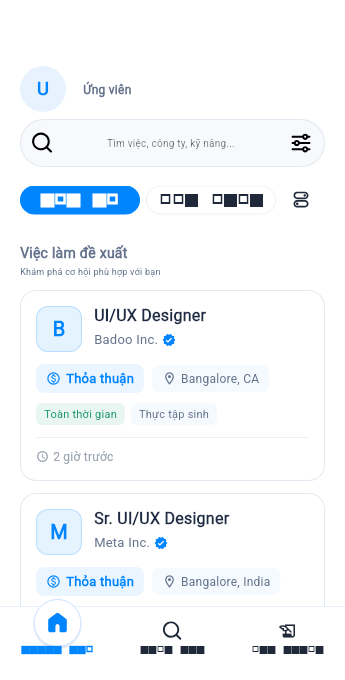 U
Ứng viên
Tìm việc, công ty, kỹ năng...
Việc làm đề xuất
Khám phá cơ hội phù hợp với bạn
B
UI/UX Designer
Badoo Inc.
Thỏa thuận
Bangalore, CA
Toàn thời gian
Thực tập sinh
2 giờ trước
M
Sr. UI/UX Designer
Meta Inc.
Thỏa thuận
Bangalore, India